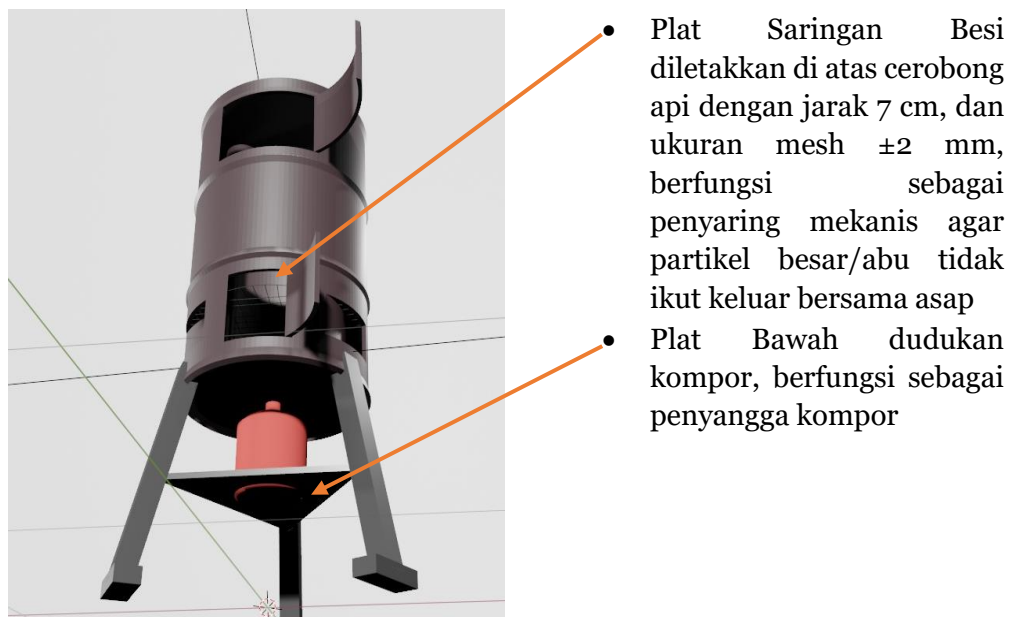 • Plat Saringan Besi
diletakkan di atas cerobong
api dengan jarak 7 cm, dan
ukuran mesh ±2 mm,
berfungsi sebagai
penyaring mekanis agar
partikel besar/abu tidak
ikut keluar bersama asap
• Plat Bawah dudukan
kompor, berfungsi sebagai
penyangga kompor